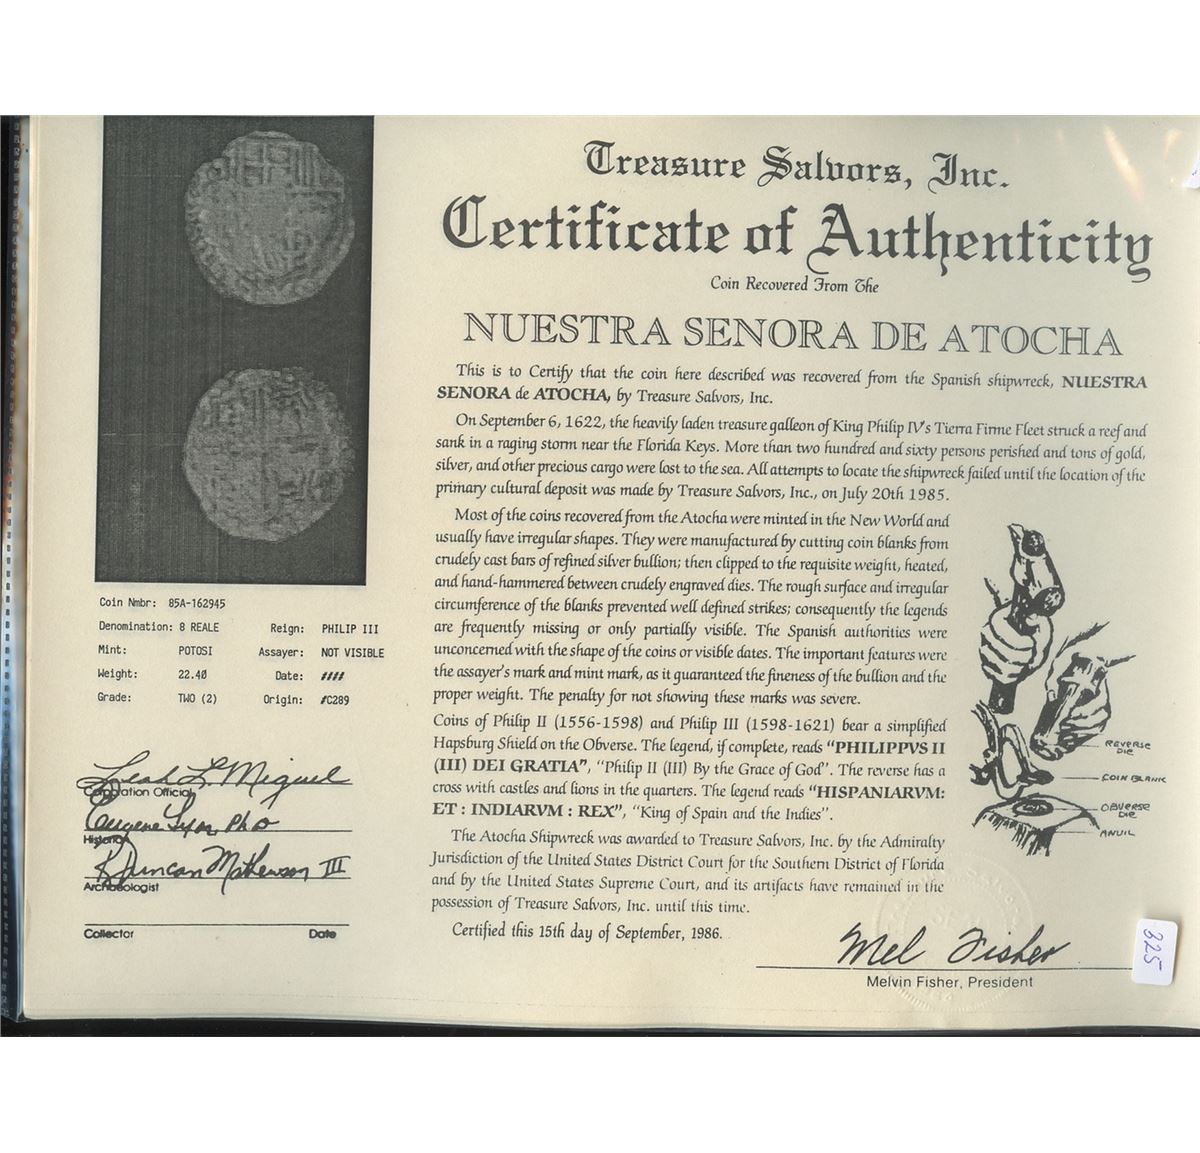 Treasure Salvors, Inc.
Certificate of Authenticity
Coin Recovered From The
NUESTRA SENORA DE ATOCHA
This is to Certify that the coin here described was recovered from the Spanish shipwreck, NUESTRA
SENORA de ATOCHA, by Treasure Salvors, Inc.
On September 6, 1622, the heavily laden treasure galleon of King Philip IV's Tierra Firme Fleet struck a reef and
sank in a raging storm near the Florida Keys. More than two hundred and sixty persons perished and tons of gold,
silver, and other precious cargo were lost to the sea. All attempts to locate the shipwreck failed until the location of the
primary cultural deposit was made by Treasure Salvors, Inc., on July 20th 1985.
Most of the coins recovered from the Atocha were minted in the New World and
usually have irregular shapes. They were manufactured by cutting coin blanks from
crudely cast bars of refined silver bullion; then clipped to the requisite weight, heated,
and hand-hammered between crudely engraved dies. The rough surface and irregular
circumference of the blanks prevented well defined strikes; consequently the legends
are frequently missing or only partially visible. The Spanish authorities were
unconcerned with the shape of the coins or visible dates. The important features were
the assayer's mark and mint mark, as it guaranteed the fineness of the bullion and the
proper weight. The penalty for not showing these marks was severe.
Coins of Philip II (1556-1598) and Philip III (1598-1621) bear a simplified
Hapsburg Shield on the Obverse. The legend, if complete, reads "PHILIPPVS II
(III) DEI GRATIA", "Philip II (III) By the Grace of God". The reverse has a
cross with castles and lions in the quarters. The legend reads "HISPANIARVM:
ET : INDIARVM : REX", "King of Spain and the Indies".
The Atocha Shipwreck was awarded to Treasure Salvors, Inc. by the Admiralty
Jurisdiction of the United States District Court for the Southern District of Florida
and by the United States Supreme Court, and its artifacts have remained in the
possession of Treasure Salvors, Inc. until this time.
Certified this 15th day of September, 1986.
Mel Fisher
Melvin Fisher, President
Coin Nmbr: 85A-162945
Denomination: 8 REALE Reign: PHILIP III
Mint: POTOSI Assayer: NOT VISIBLE
Weight: 22.40 Date: ####
Grade: TWO (2) Origin: #C289
Leah L. Miguel
Corporation Official
Eugene Lyon PhD
Historian
R Duncan Mathewson III
Archaeologist
Collector Date
REVERSE
DIE
COIN BLANK
OBVERSE
DIE
ANVIL
225